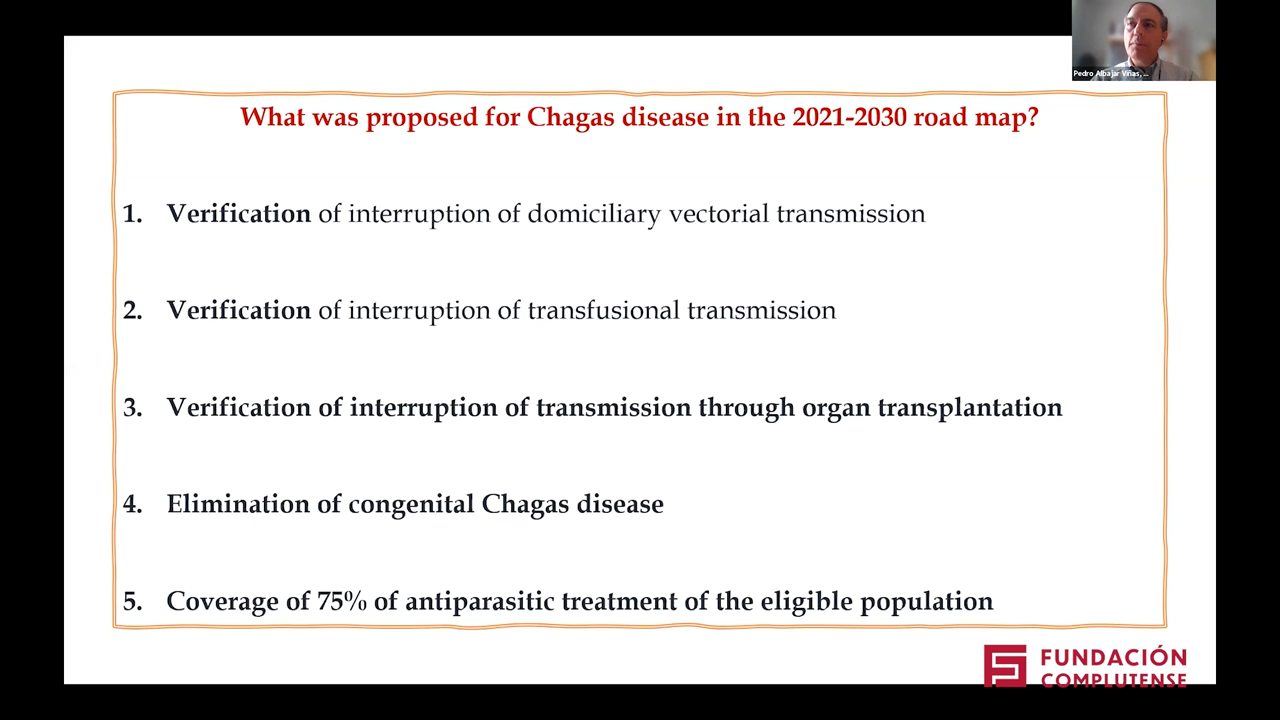 Pedro Albajar Viñas, ...
What was proposed for Chagas disease in the 2021-2030 road map?
1. Verification of interruption of domiciliary vectorial transmission
2. Verification of interruption of transfusional transmission
3. Verification of interruption of transmission through organ transplantation
4. Elimination of congenital Chagas disease
5. Coverage of 75% of antiparasitic treatment of the eligible population
FUNDACIÓN
COMPLUTENSE